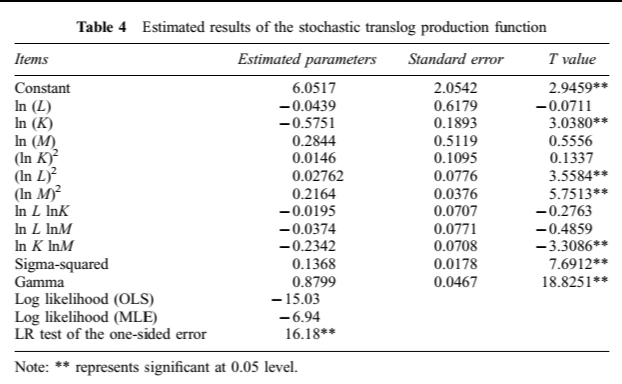 Table 4 Estimated results of the stochastic translog production function
Items Estimated parameters Standard error T value
Constant 6.0517 2.0542 2.9459**
ln (L) −0.0439 0.6179 −0.0711
ln (K) −0.5751 0.1893 3.0380**
ln (M) 0.2844 0.5119 0.5556
(ln K)² 0.0146 0.1095 0.1337
(ln L)² 0.02762 0.0776 3.5584**
(ln M)² 0.2164 0.0376 5.7513**
ln L lnK −0.0195 0.0707 −0.2763
ln L lnM −0.0374 0.0771 −0.4859
ln K lnM −0.2342 0.0708 −3.3086**
Sigma-squared 0.1368 0.0178 7.6912**
Gamma 0.8799 0.0467 18.8251**
Log likelihood (OLS) −15.03
Log likelihood (MLE) −6.94
LR test of the one-sided error 16.18**
Note: ** represents significant at 0.05 level.